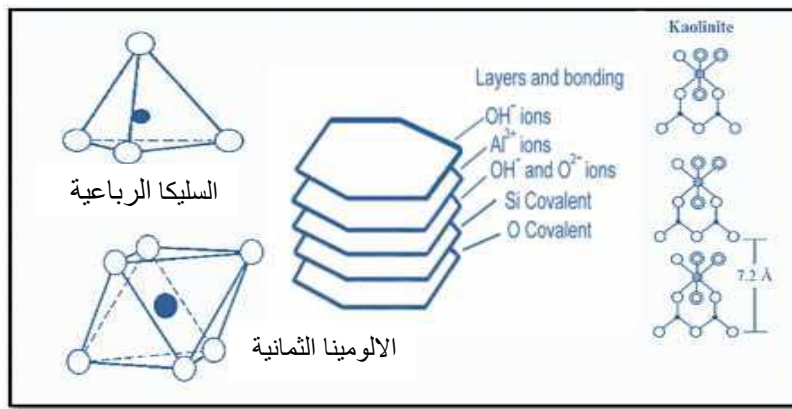 السليكا الرباعية
الالومينا الثمانية
Layers and bonding
OH⁻ ions
Al³⁺ ions
OH⁻ and O²⁻ ions
Si Covalent
O Covalent
Kaolinite
7.2 Å